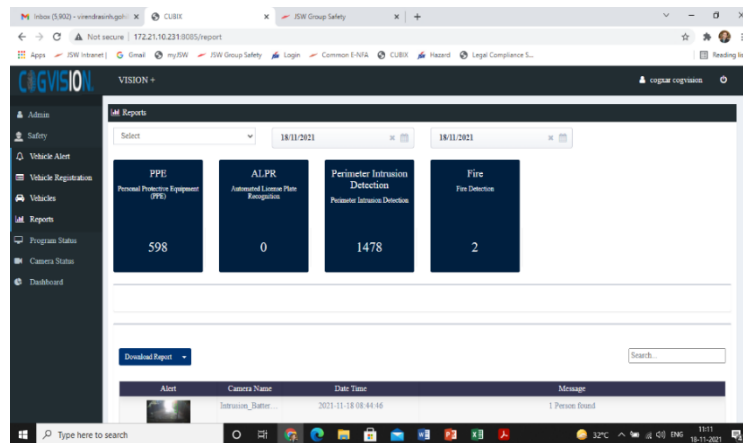 Inbox (5,902) - virendrasinh.gohi
CUBIX
JSW Group Safety
Not secure | 172.21.10.231:8085/report
Apps
JSW Intranet |
Gmail
myJSW
JSW Group Safety
Login
Common E-NFA
CUBIX
Hazard
Legal Compliance S...
Reading lis
COGVISION
VISION +
cogxar cogvision
Admin
Safety
Vehicle Alert
Vehicle Registration
Vehicles
Reports
Program Status
Camera Status
Dashboard
Reports
Select
18/11/2021
18/11/2021
PPE
Personal Protective Equipment
(PPE)
598
ALPR
Automated License Plate
Recognition
0
Perimeter Intrusion
Detection
Perimeter Intrusion Detection
1478
Fire
Fire Detection
2
Download Report
Search...
Alert
Camera Name
Date Time
Message
Intrusion_Batter...
2021-11-18 08:44:46
1 Person found
Type here to search
32°C
ENG
11:11
18-11-2021